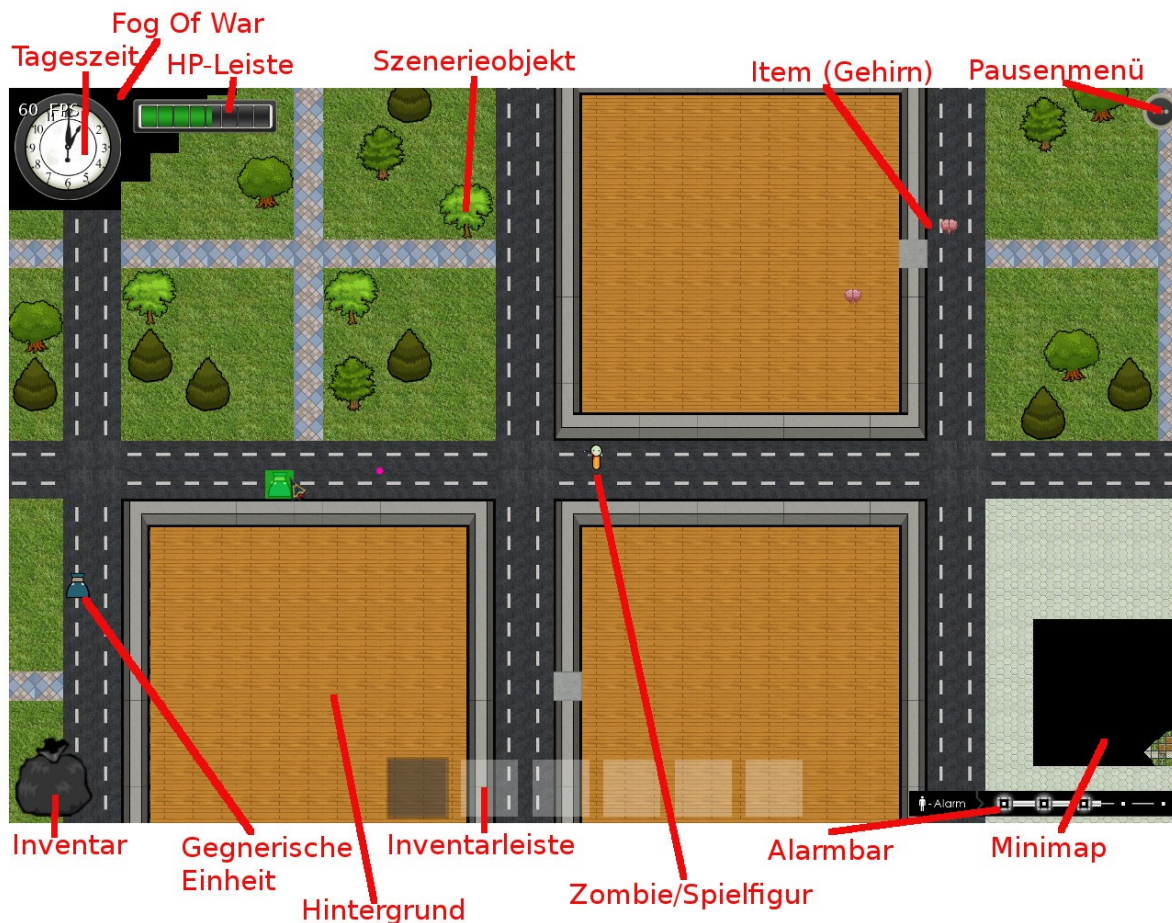 Fog Of War
Tageszeit
HP-Leiste
Szenerieobjekt
Item (Gehirn)
Pausenmenü
60 FPS
- Alarm
Inventar
Gegnerische
Einheit
Inventarleiste
Alarmbar
Minimap
Zombie/Spielfigur
Hintergrund